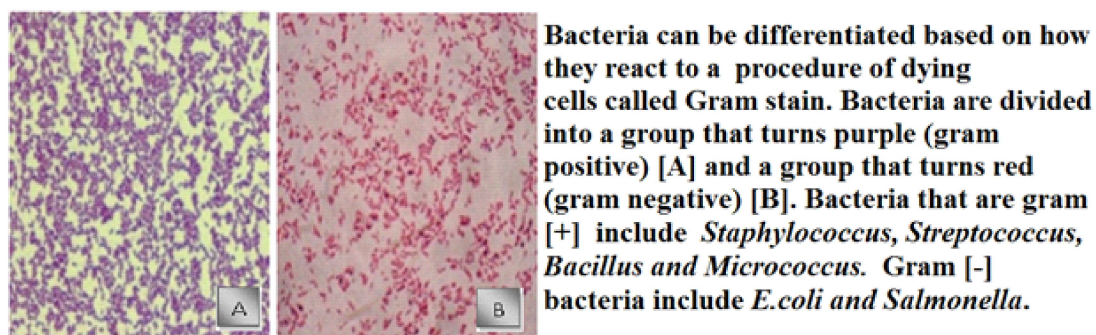 Bacteria can be differentiated based on how
they react to a procedure of dying
cells called Gram stain. Bacteria are divided
into a group that turns purple (gram
positive) [A] and a group that turns red
(gram negative) [B]. Bacteria that are gram
[+] include Staphylococcus, Streptococcus,
Bacillus and Micrococcus. Gram [-]
bacteria include E.coli and Salmonella.
A
B